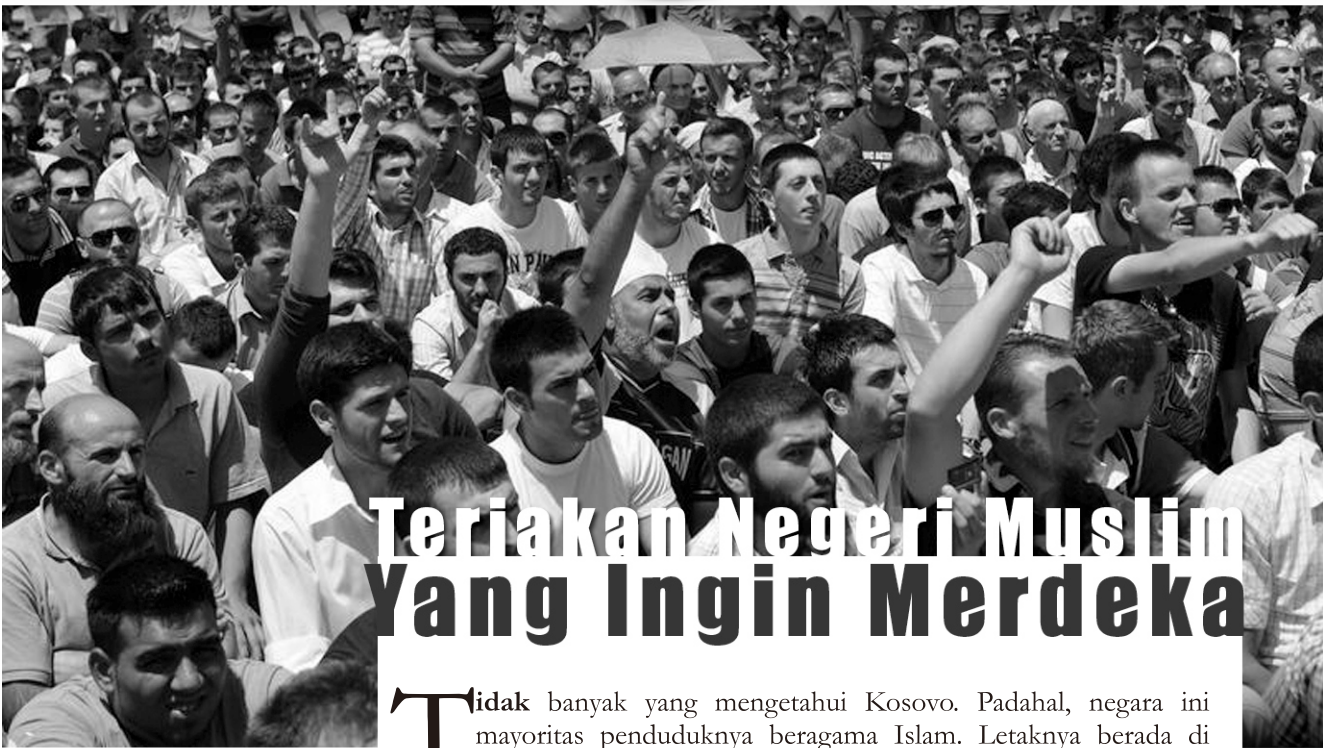 Teriakan Negeri Muslim
Yang Ingin Merdeka
Tidak banyak yang mengetahui Kosovo. Padahal, negara ini
mayoritas penduduknya beragama Islam. Letaknya berada di